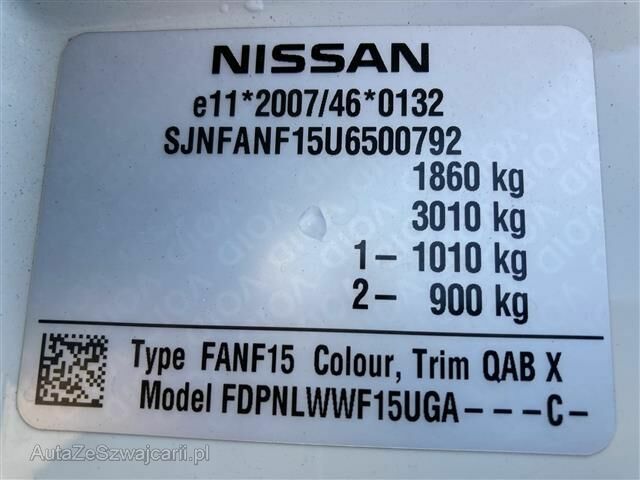 NISSAN
e11*2007/46*0132
SJNFANF15U6500792
1860 kg
3010 kg
1– 1010 kg
2– 900 kg
Type FANF15 Colour, Trim QAB X
Model FDPNLWWF15UGA– – – C–
AutaZeSzwajcarii.pl